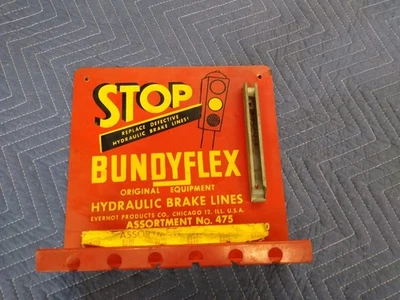 STOP
REPLACE DEFECTIVE
HYDRAULIC BRAKE LINES!
BUNDYFLEX
ORIGINAL EQUIPMENT
HYDRAULIC BRAKE LINES
EVERHOT PRODUCTS CO., CHICAGO 12, ILL. U.S.A.
ASSORTMENT No. 475